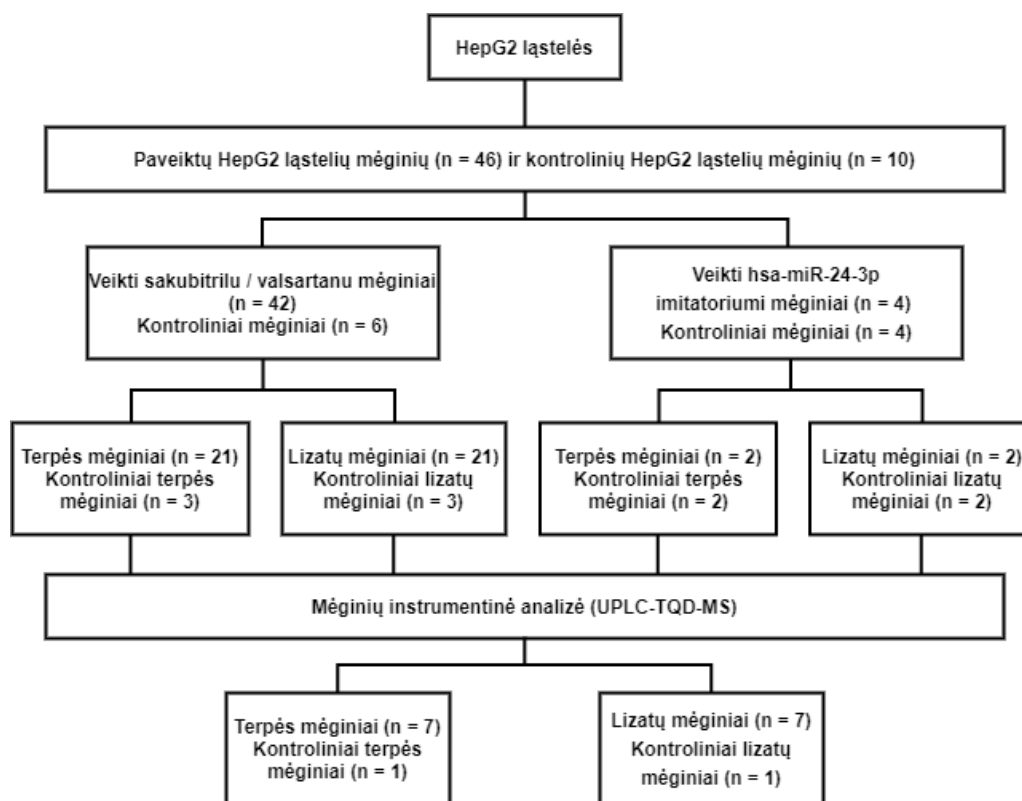 HepG2 ląstelės
Paveiktų HepG2 ląstelių mėginių (n = 46) ir kontrolinių HepG2 ląstelių mėginių (n = 10)
Veikti sakubitrilu / valsartanu mėginiai
(n = 42)
Kontroliniai mėginiai (n = 6)
Veikti hsa-miR-24-3p
imitatoriumi mėginiai (n = 4)
Kontroliniai mėginiai (n = 4)
Terpės mėginiai (n = 21)
Kontroliniai terpės
mėginiai (n = 3)
Lizatų mėginiai (n = 21)
Kontroliniai lizatų
mėginiai (n = 3)
Terpės mėginiai (n = 2)
Kontroliniai terpės
mėginiai (n = 2)
Lizatų mėginiai (n = 2)
Kontroliniai lizatų
mėginiai (n = 2)
Mėginių instrumentinė analizė (UPLC-TQD-MS)
Terpės mėginiai (n = 7)
Kontroliniai terpės
mėginiai (n = 1)
Lizatų mėginiai (n = 7)
Kontroliniai lizatų
mėginiai (n = 1)